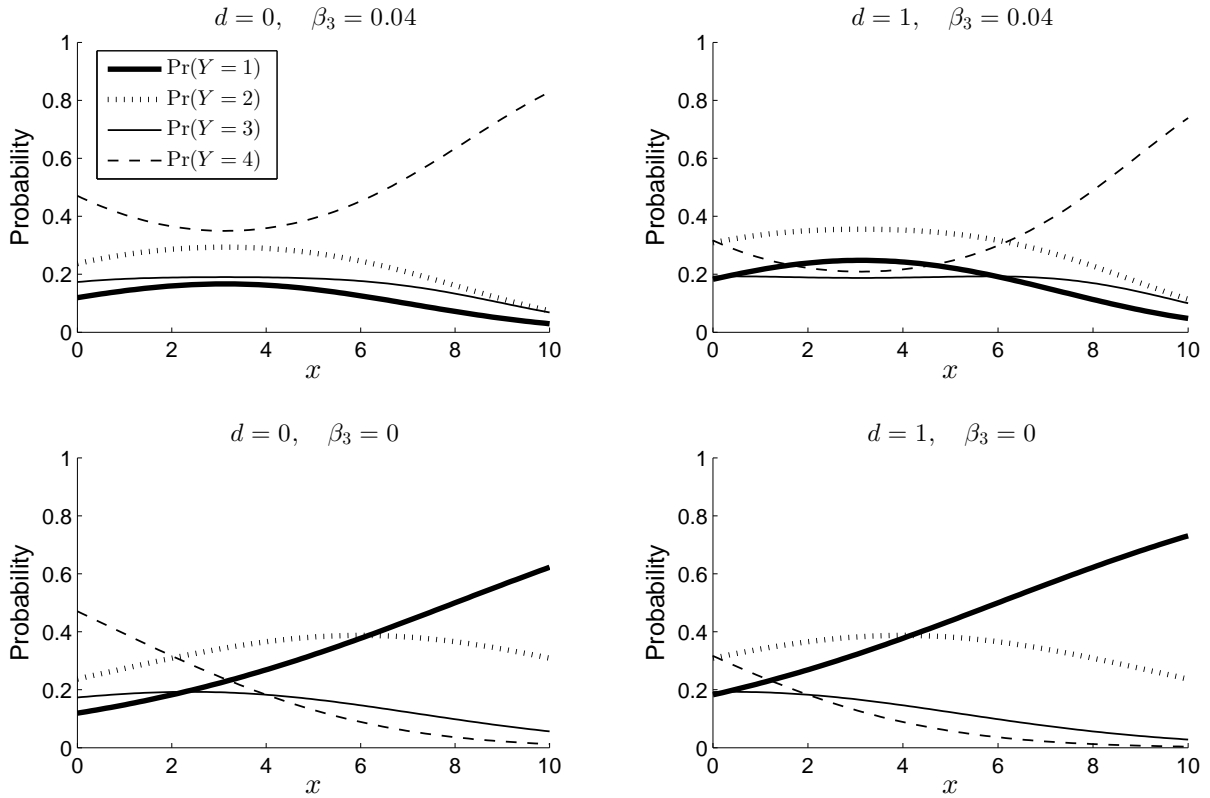 d = 0, β₃ = 0.04
Probability
1
0.8
0.6
0.4
0.2
0
Pr(Y = 1)
Pr(Y = 2)
Pr(Y = 3)
Pr(Y = 4)
0 2 4 6 8 10
x
d = 1, β₃ = 0.04
Probability
1
0.8
0.6
0.4
0.2
0
0 2 4 6 8 10
x
d = 0, β₃ = 0
Probability
1
0.8
0.6
0.4
0.2
0
0 2 4 6 8 10
x
d = 1, β₃ = 0
Probability
1
0.8
0.6
0.4
0.2
0
0 2 4 6 8 10
x